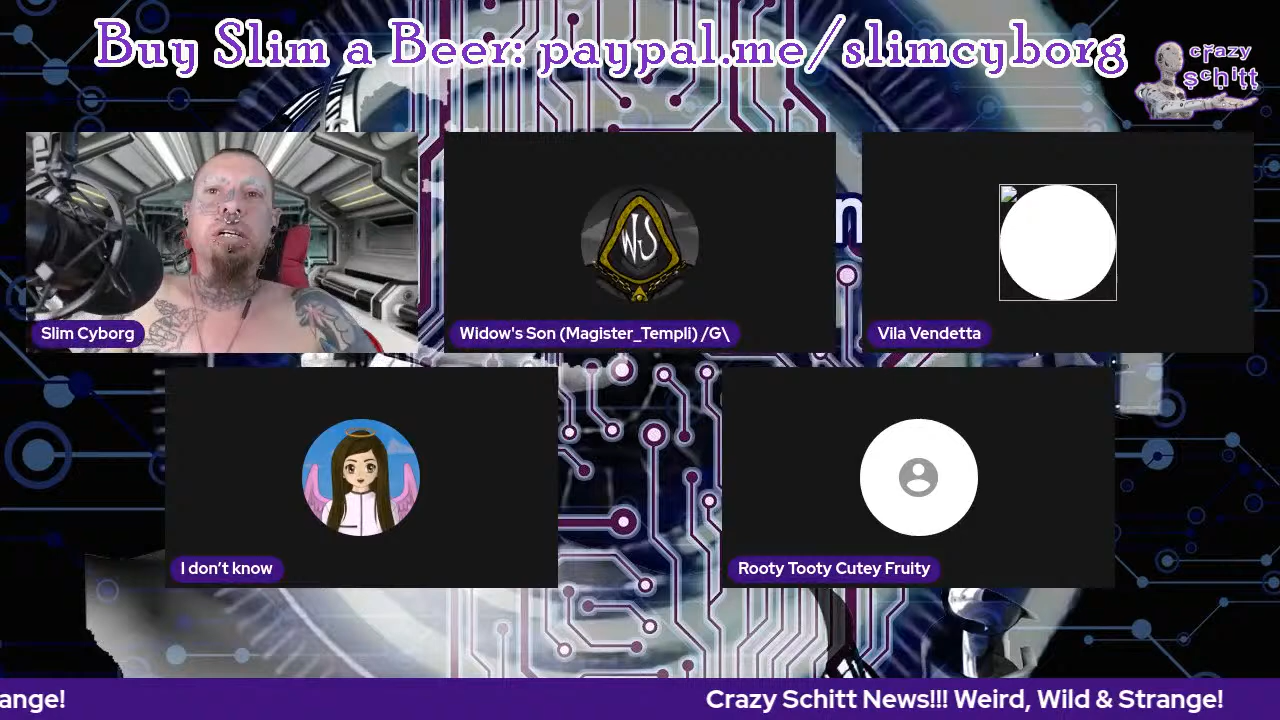 Buy Slim a Beer: paypal.me/slimcyborg
crazy
schitt
n
WS
Slim Cyborg
Widow's Son (Magister_Templi) /G\
Vila Vendetta
I don't know
Rooty Tooty Cutey Fruity
ange!
Crazy Schitt News!!! Weird, Wild & Strange!